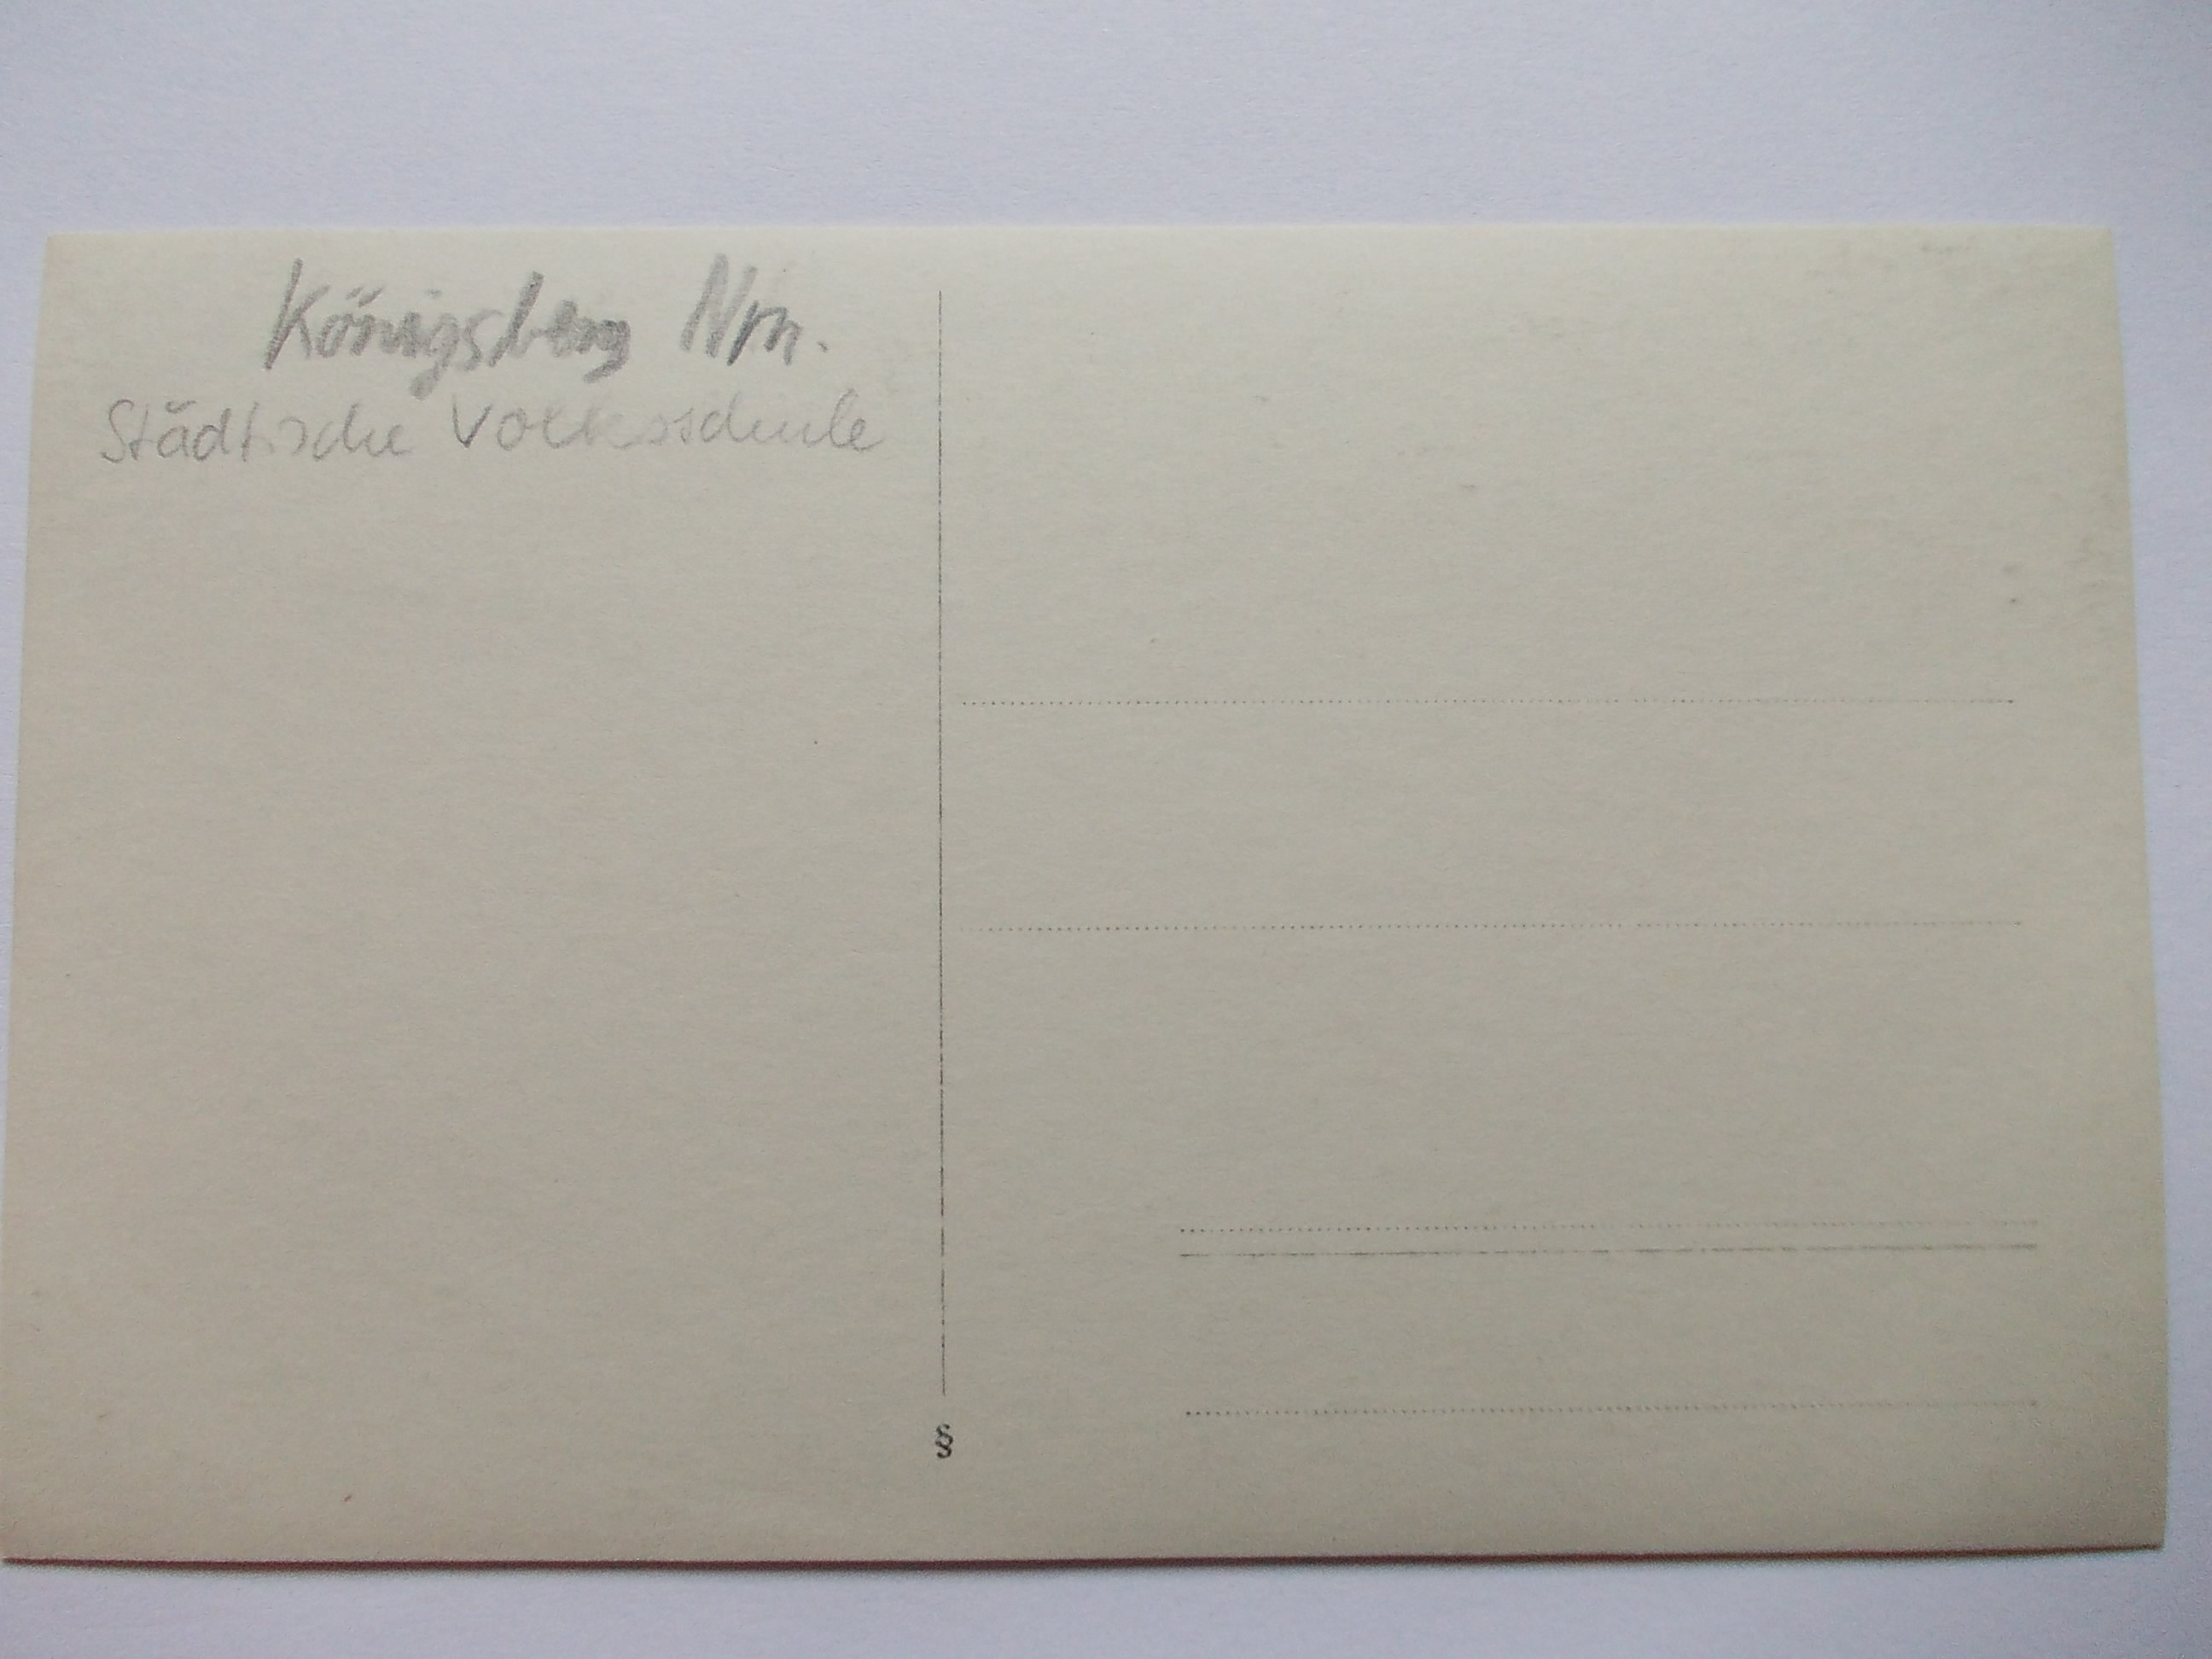 Königsberg Nm.
Städtische Volksschule
§